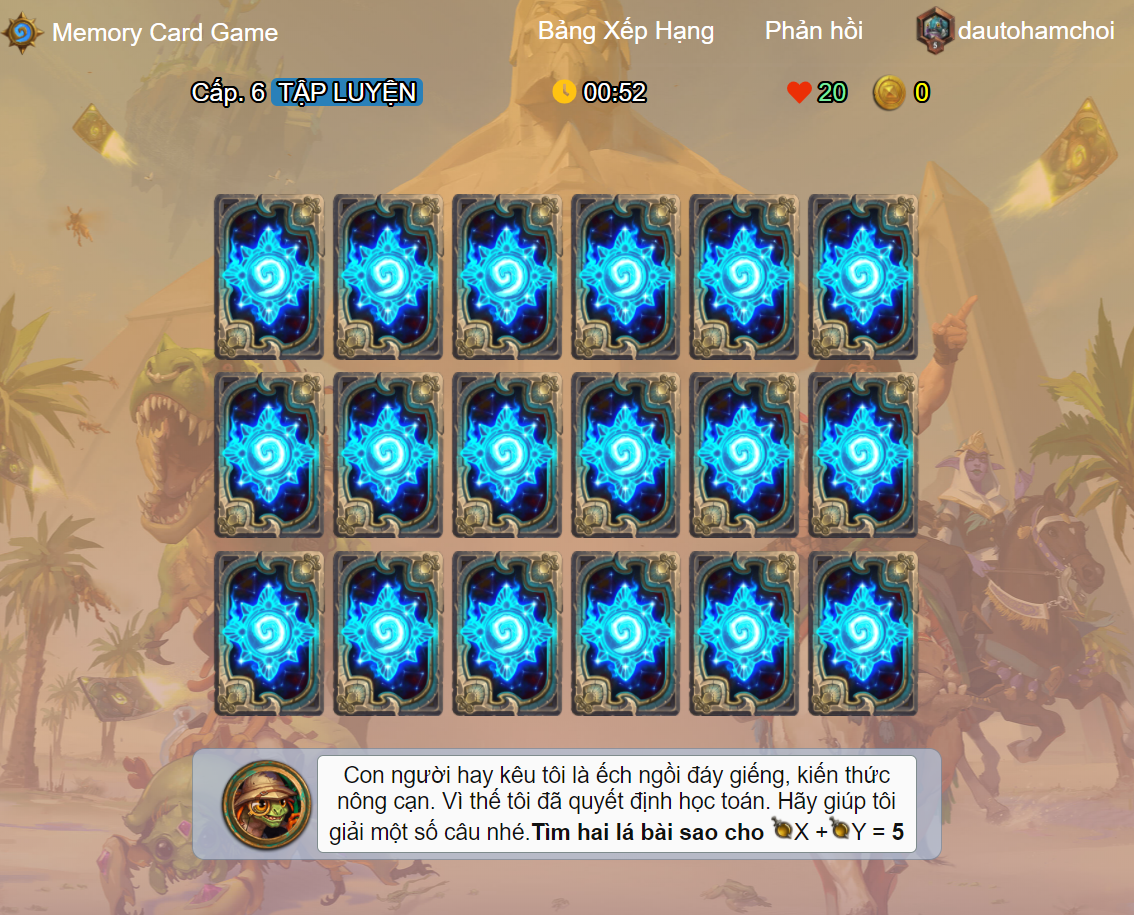 Memory Card Game
Bảng Xếp Hạng
Phản hồi
5
dautohamchoi
Cấp. 6 TẬP LUYỆN
00:52
20
0
Con người hay kêu tôi là ếch ngồi đáy giếng, kiến thức
nông cạn. Vì thế tôi đã quyết định học toán. Hãy giúp tôi
giải một số câu nhé.Tìm hai lá bài sao cho X + Y = 5